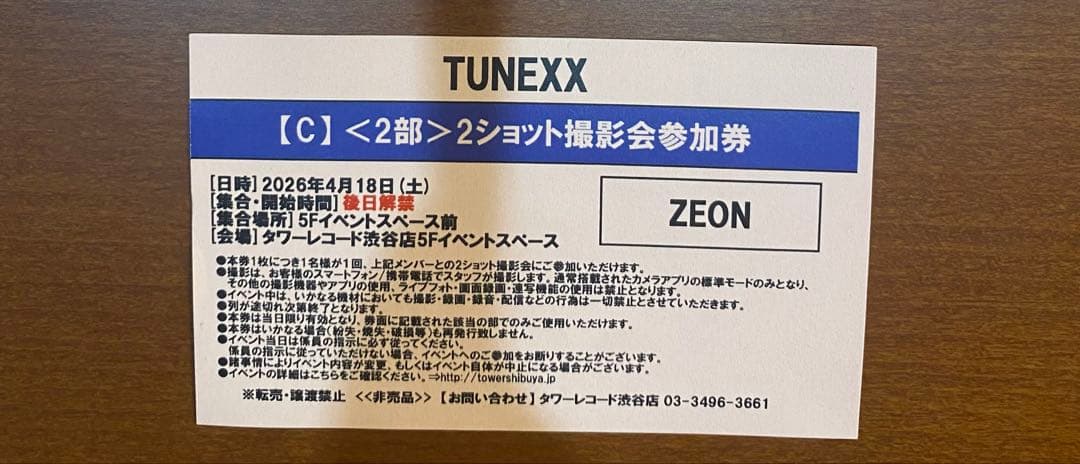 TUNEXX
【C】<2部>2ショット撮影会参加券
[日時] 2026年4月18日(土)
[集合・開始時間] 後日解禁
[集合場所] 5Fイベントスペース前
[会場] タワーレコード渋谷店5Fイベントスペース
ZEON
●本券1枚につき1名様が1回、上記メンバーとの2ショット撮影会にご参加いただけます。
●撮影は、お客様のスマートフォン/携帯電話でスタッフが撮影します。通常搭載されたカメラアプリの標準モードのみとなり、
その他の撮影機器やアプリの使用、ライブフォト・画面録画・連写機能の使用は禁止となります。
●イベント中は、いかなる機材においても撮影・録画・録音・配信などの行為は一切禁止とさせていただきます。
●列が途切れ次第終了となります。
●本券は当日限り有効となり、券面に記載された該当の部でのみご使用いただけます。
●本券はいかなる場合(紛失・焼失・破損等)も再発行致しません。
●イベント当日は係員の指示に必ず従ってください。
係員の指示に従っていただけない場合、イベントへのご参加をお断りすることがございます。
●諸事情によりイベント内容が変更、もしくはイベント自体が中止になる場合がございます。
●イベントの詳細はこちらをご確認ください。⇒http://towershibuya.jp
※転売・譲渡禁止 <<非売品>> 【お問い合わせ】タワーレコード渋谷店 03-3496-3661